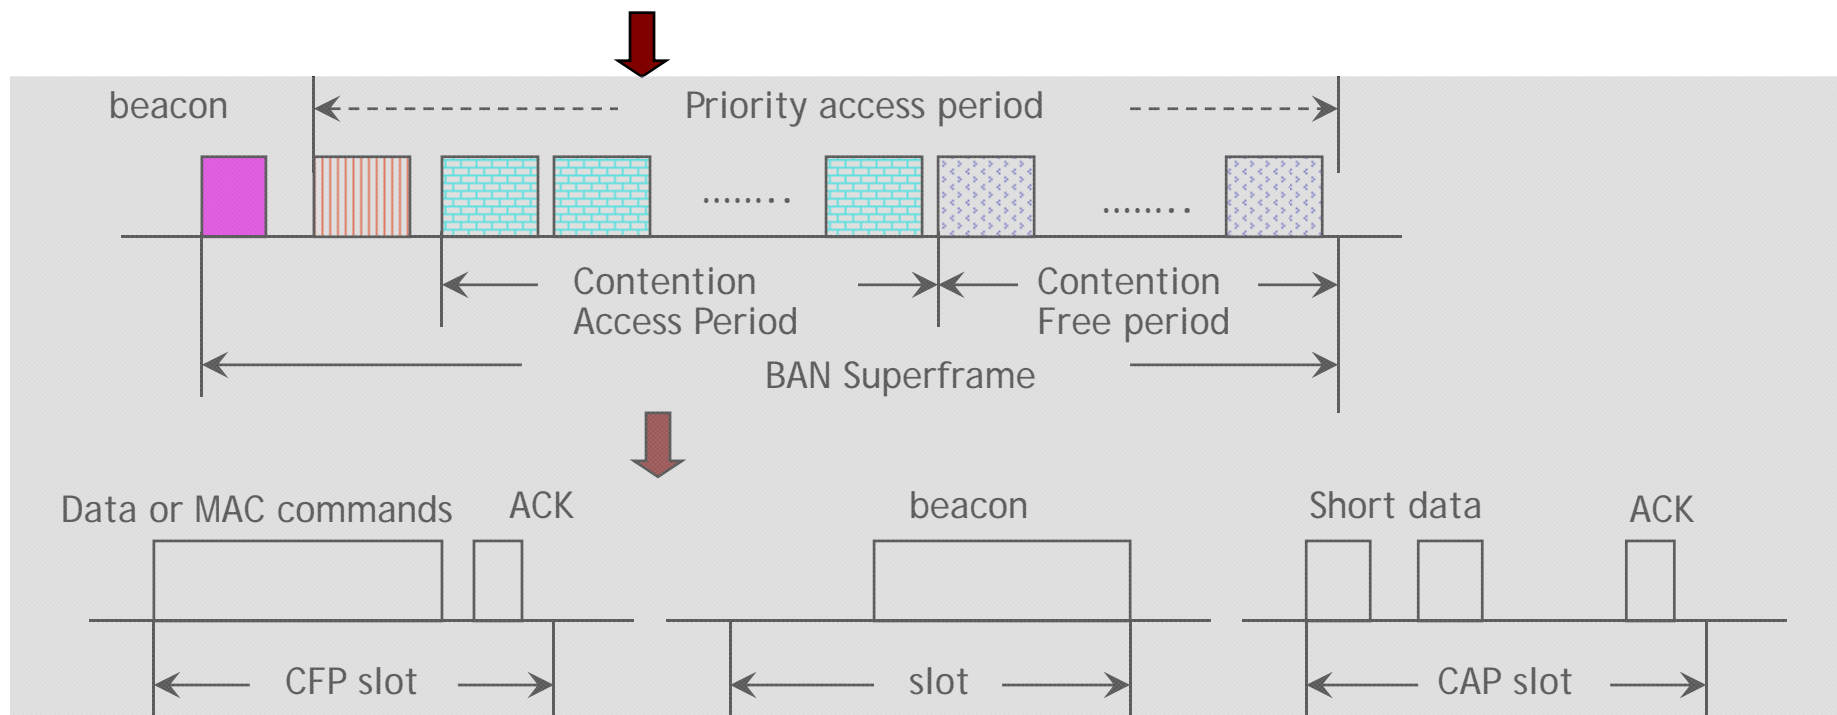 beacon
Priority access period
........
........
Contention
Access Period
Contention
Free period
BAN Superframe
Data or MAC commands
ACK
beacon
Short data
ACK
CFP slot
slot
CAP slot